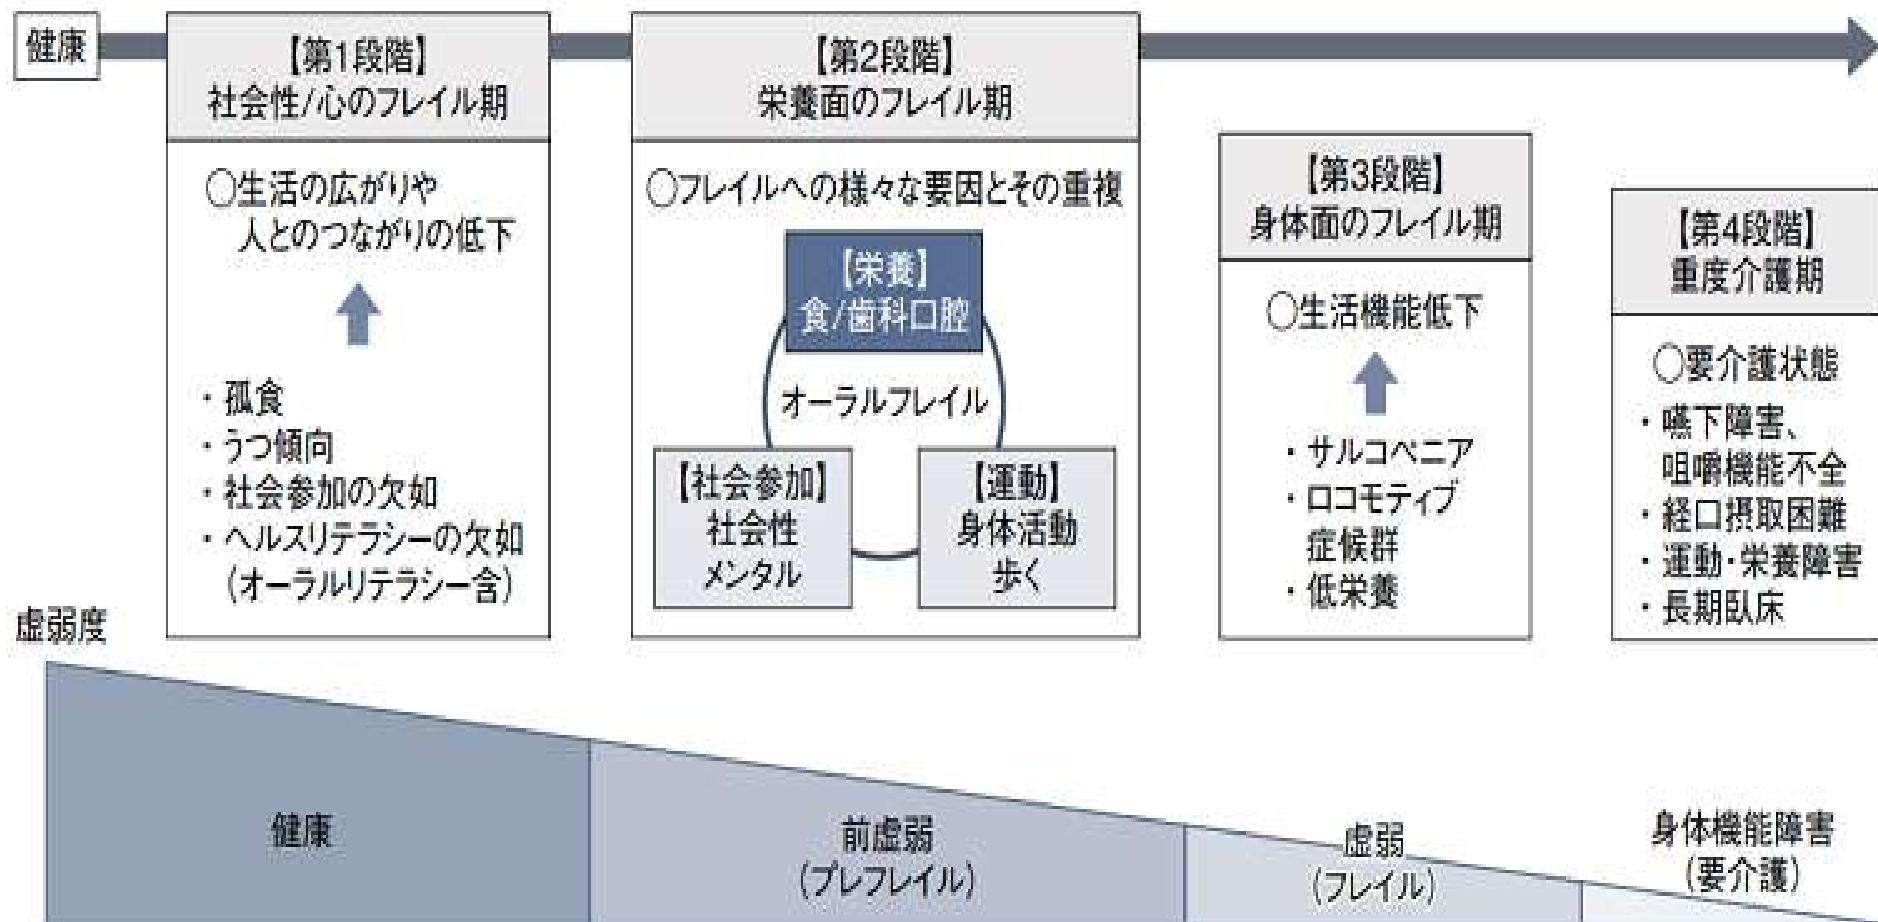 健康
【第1段階】
社会性/心のフレイル期
○生活の広がりや
人とのつながりの低下
・孤食
・うつ傾向
・社会参加の欠如
・ヘルスリテラシーの欠如
(オーラルリテラシー含)
【第2段階】
栄養面のフレイル期
○フレイルへの様々な要因とその重複
【栄養】
食/歯科口腔
オーラルフレイル
【社会参加】
社会性
メンタル
【運動】
身体活動
歩く
【第3段階】
身体面のフレイル期
○生活機能低下
・サルコペニア
・ロコモティブ
症候群
・低栄養
【第4段階】
重度介護期
○要介護状態
・嚥下障害、
咀嚼機能不全
・経口摂取困難
・運動・栄養障害
・長期臥床
虚弱度
健康
前虚弱
(プレフレイル)
虚弱
(フレイル)
身体機能障害
(要介護)